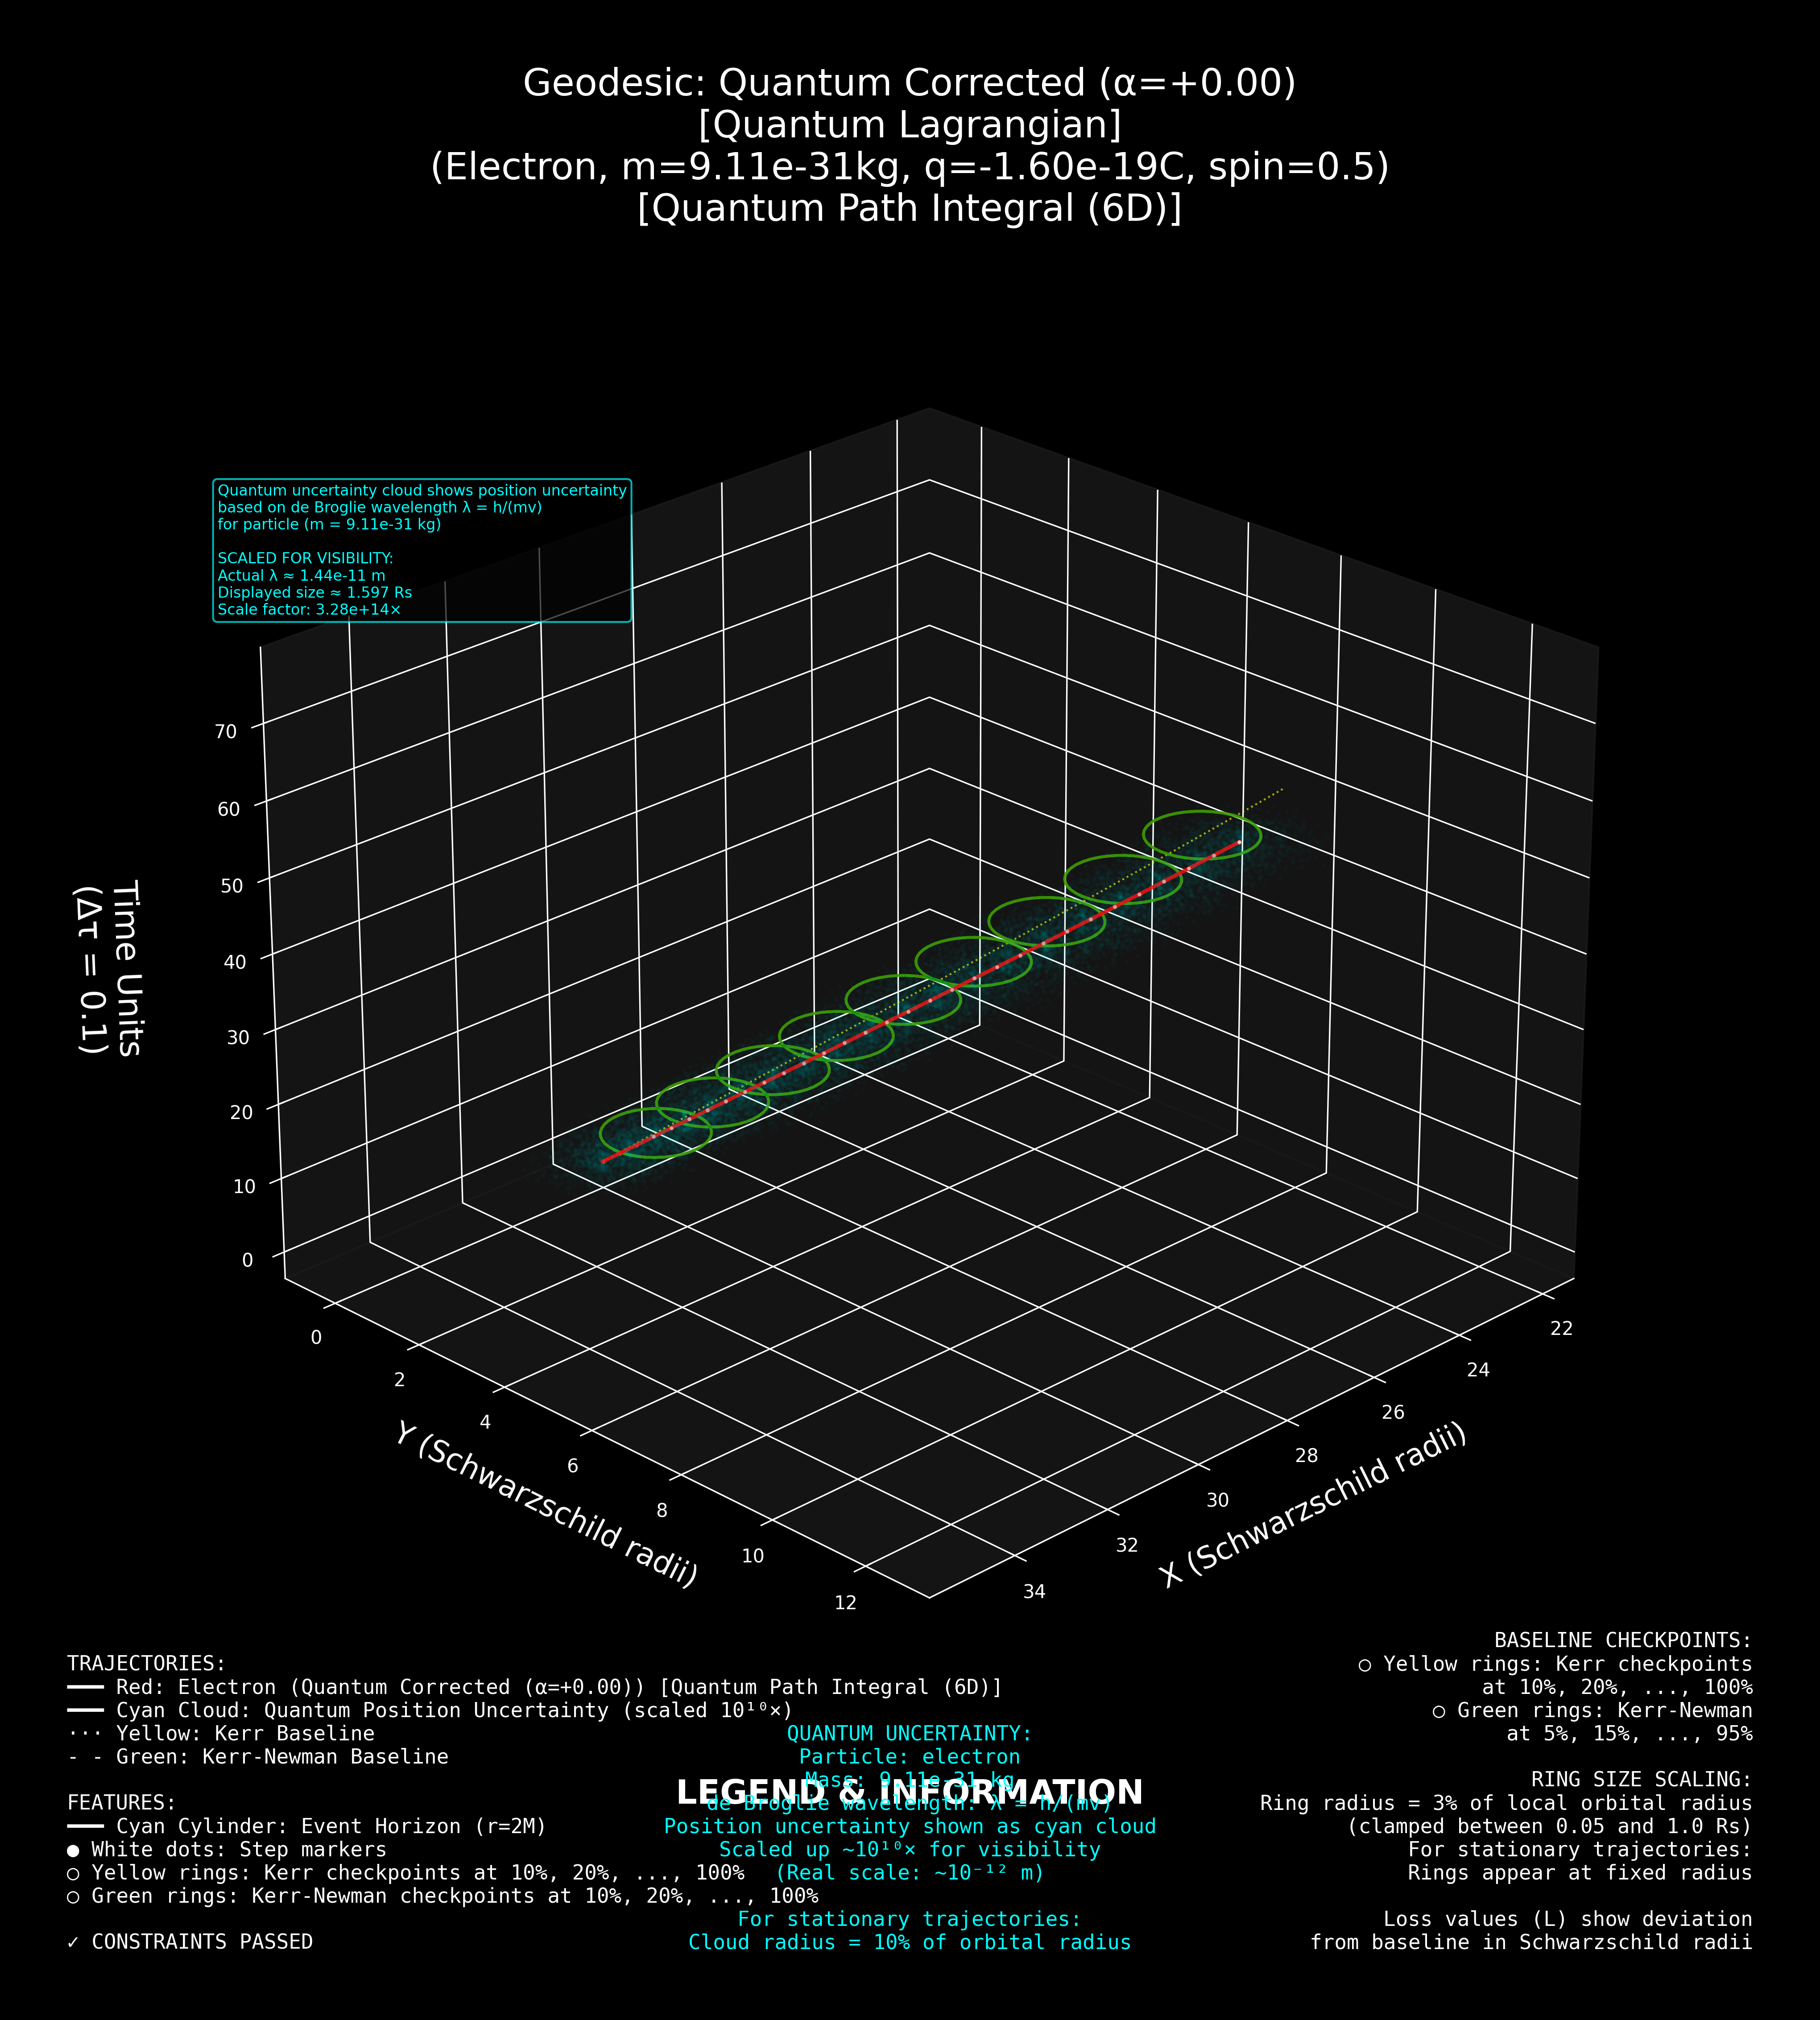 Geodesic: Quantum Corrected (α=+0.00)
[Quantum Lagrangian]
(Electron, m=9.11e-31kg, q=-1.60e-19C, spin=0.5)
[Quantum Path Integral (6D)]
Quantum uncertainty cloud shows position uncertainty
based on de Broglie wavelength λ = h/(mv)
for particle (m = 9.11e-31 kg)
SCALED FOR VISIBILITY:
Actual λ ≈ 1.44e-11 m
Displayed size ≈ 1.597 Rs
Scale factor: 3.28e+14×
Time Units
(Δτ = 0.1)
70
60
50
40
30
20
10
0
0
2
4
6
8
10
12
Y (Schwarzschild radii)
22
24
26
28
30
32
34
X (Schwarzschild radii)
TRAJECTORIES:
━━━ Red: Electron (Quantum Corrected (α=+0.00)) [Quantum Path Integral (6D)]
━━━ Cyan Cloud: Quantum Position Uncertainty (scaled 10¹⁰×)
··· Yellow: Kerr Baseline
- - Green: Kerr-Newman Baseline
FEATURES:
━━━ Cyan Cylinder: Event Horizon (r=2M)
● White dots: Step markers
○ Yellow rings: Kerr checkpoints at 10%, 20%, ..., 100%
○ Green rings: Kerr-Newman checkpoints at 10%, 20%, ..., 100%
✓ CONSTRAINTS PASSED
QUANTUM UNCERTAINTY:
Particle: electron
Mass: 9.11e-31 kg
LEGEND & INFORMATION
de Broglie wavelength: λ = h/(mv)
Position uncertainty shown as cyan cloud
Scaled up ~10¹⁰× for visibility
(Real scale: ~10⁻¹² m)
For stationary trajectories:
Cloud radius = 10% of orbital radius
BASELINE CHECKPOINTS:
○ Yellow rings: Kerr checkpoints
at 10%, 20%, ..., 100%
○ Green rings: Kerr-Newman
at 5%, 15%, ..., 95%
RING SIZE SCALING:
Ring radius = 3% of local orbital radius
(clamped between 0.05 and 1.0 Rs)
For stationary trajectories:
Rings appear at fixed radius
Loss values (L) show deviation
from baseline in Schwarzschild radii